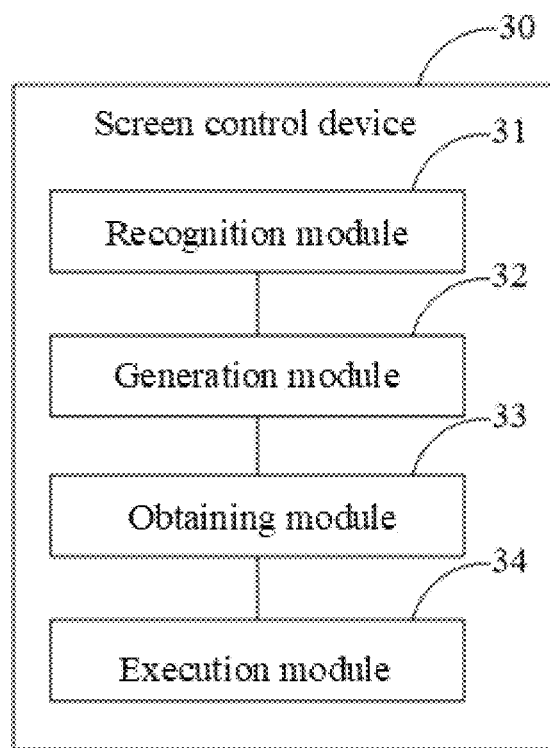 30
Screen control device
31
Recognition module
32
Generation module
33
Obtaining module
34
Execution module